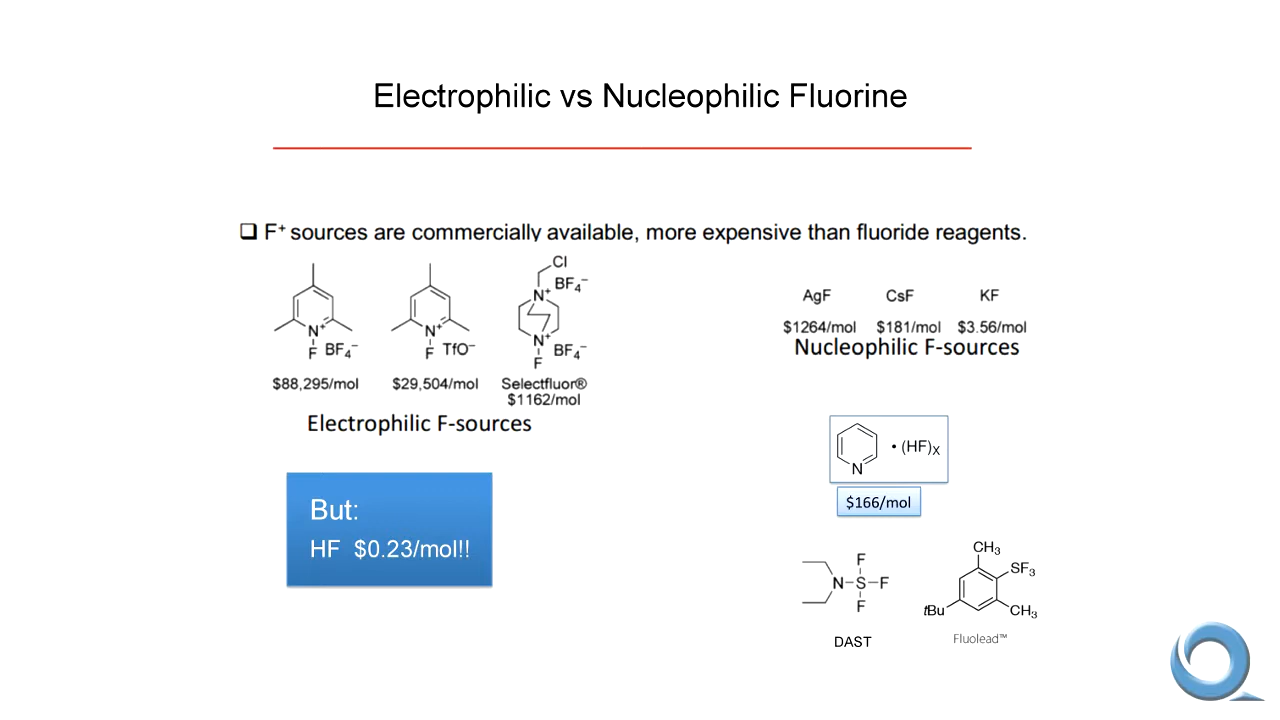 Electrophilic vs Nucleophilic Fluorine
❑ F⁺ sources are commercially available, more expensive than fluoride reagents.
N⁺
F BF₄⁻
$88,295/mol
N⁺
F TfO⁻
$29,504/mol
Cl
BF₄⁻
N⁺
N⁺
BF₄⁻
F
Selectfluor®
$1162/mol
Electrophilic F-sources
AgF CsF KF
$1264/mol $181/mol $3.56/mol
Nucleophilic F-sources
N • (HF)ₓ
$166/mol
But:
HF $0.23/mol!!
F
N–S–F
F
DAST
CH₃
SF₃
tBu
CH₃
Fluolead™